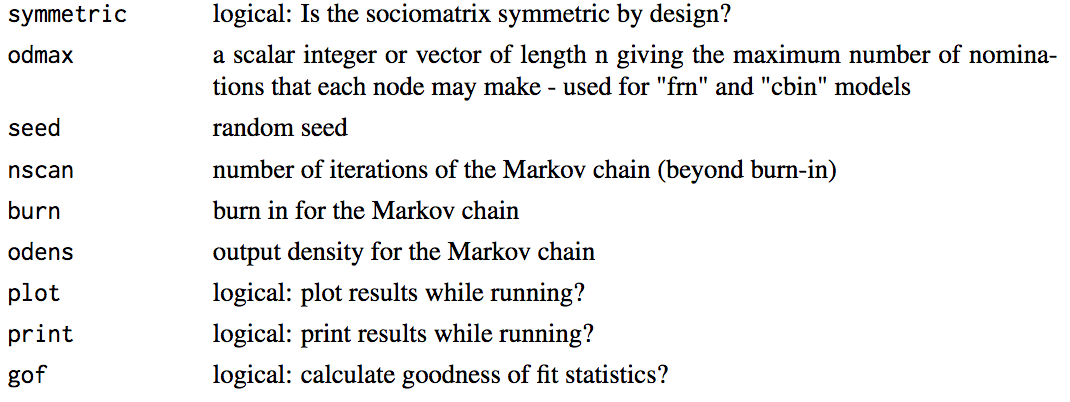 symmetric logical: Is the sociomatrix symmetric by design?
odmax a scalar integer or vector of length n giving the maximum number of nomina-
tions that each node may make - used for "frn" and "cbin" models
seed random seed
nscan number of iterations of the Markov chain (beyond burn-in)
burn burn in for the Markov chain
odens output density for the Markov chain
plot logical: plot results while running?
print logical: print results while running?
gof logical: calculate goodness of fit statistics?